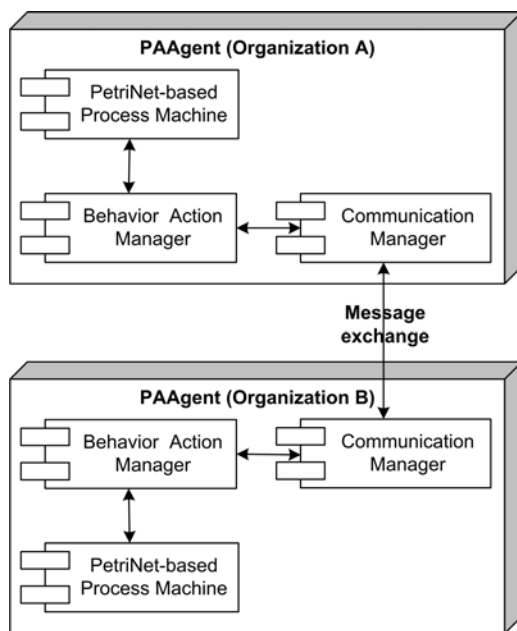 PAAgent (Organization A)
PetriNet-based
Process Machine
Behavior Action
Manager
Communication
Manager
Message
exchange
PAAgent (Organization B)
Behavior Action
Manager
Communication
Manager
PetriNet-based
Process Machine